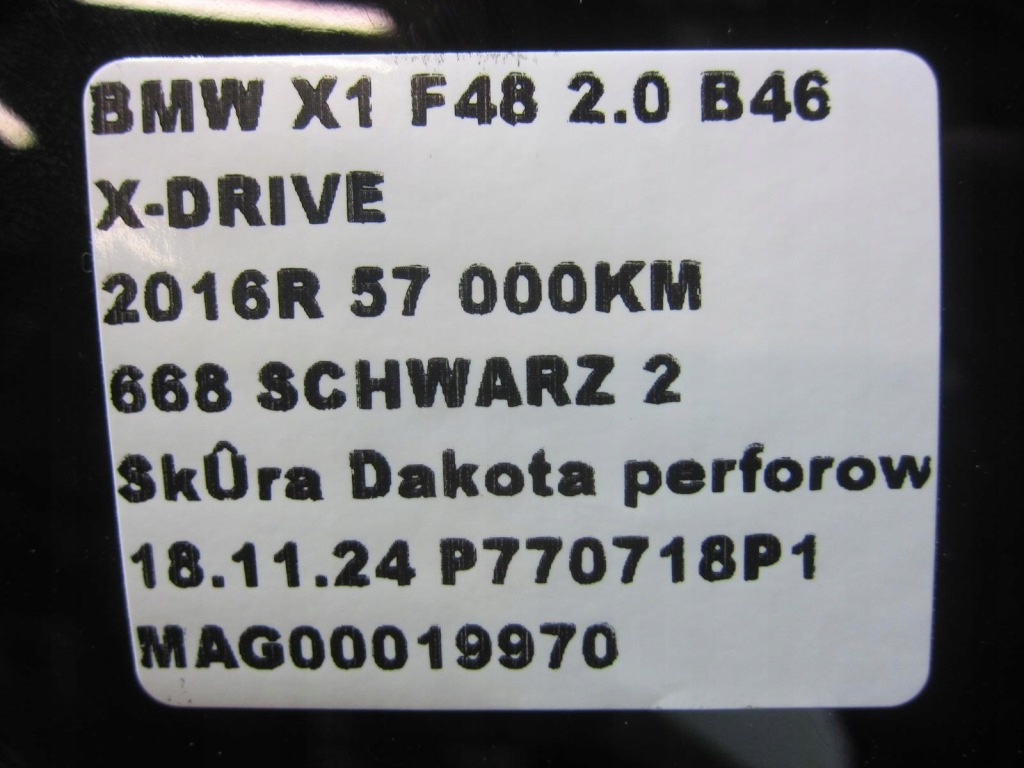 BMW X1 F48 2.0 B46
X-DRIVE
2016R 57 000KM
668 SCHWARZ 2
SkÛra Dakota perforow
18.11.24 P770718P1
MAG00019970